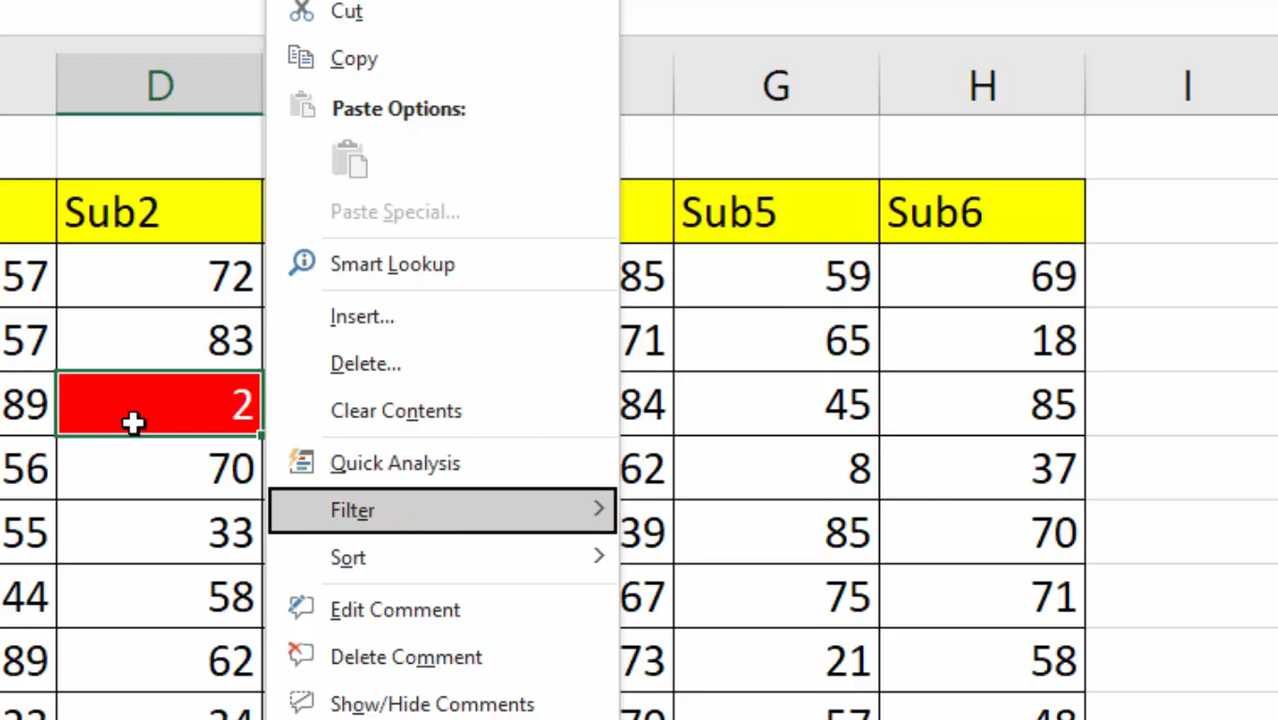 Cut
Copy
Paste Options:
Paste Special...
Smart Lookup
Insert...
Delete...
Clear Contents
Quick Analysis
Filter
Sort
Edit Comment
Delete Comment
Show/Hide Comments
D G H I
Sub2 Sub5 Sub6
57 72 85 59 69
57 83 71 65 18
89 2 84 45 85
56 70 62 8 37
55 33 39 85 70
44 58 67 75 71
89 62 73 21 58